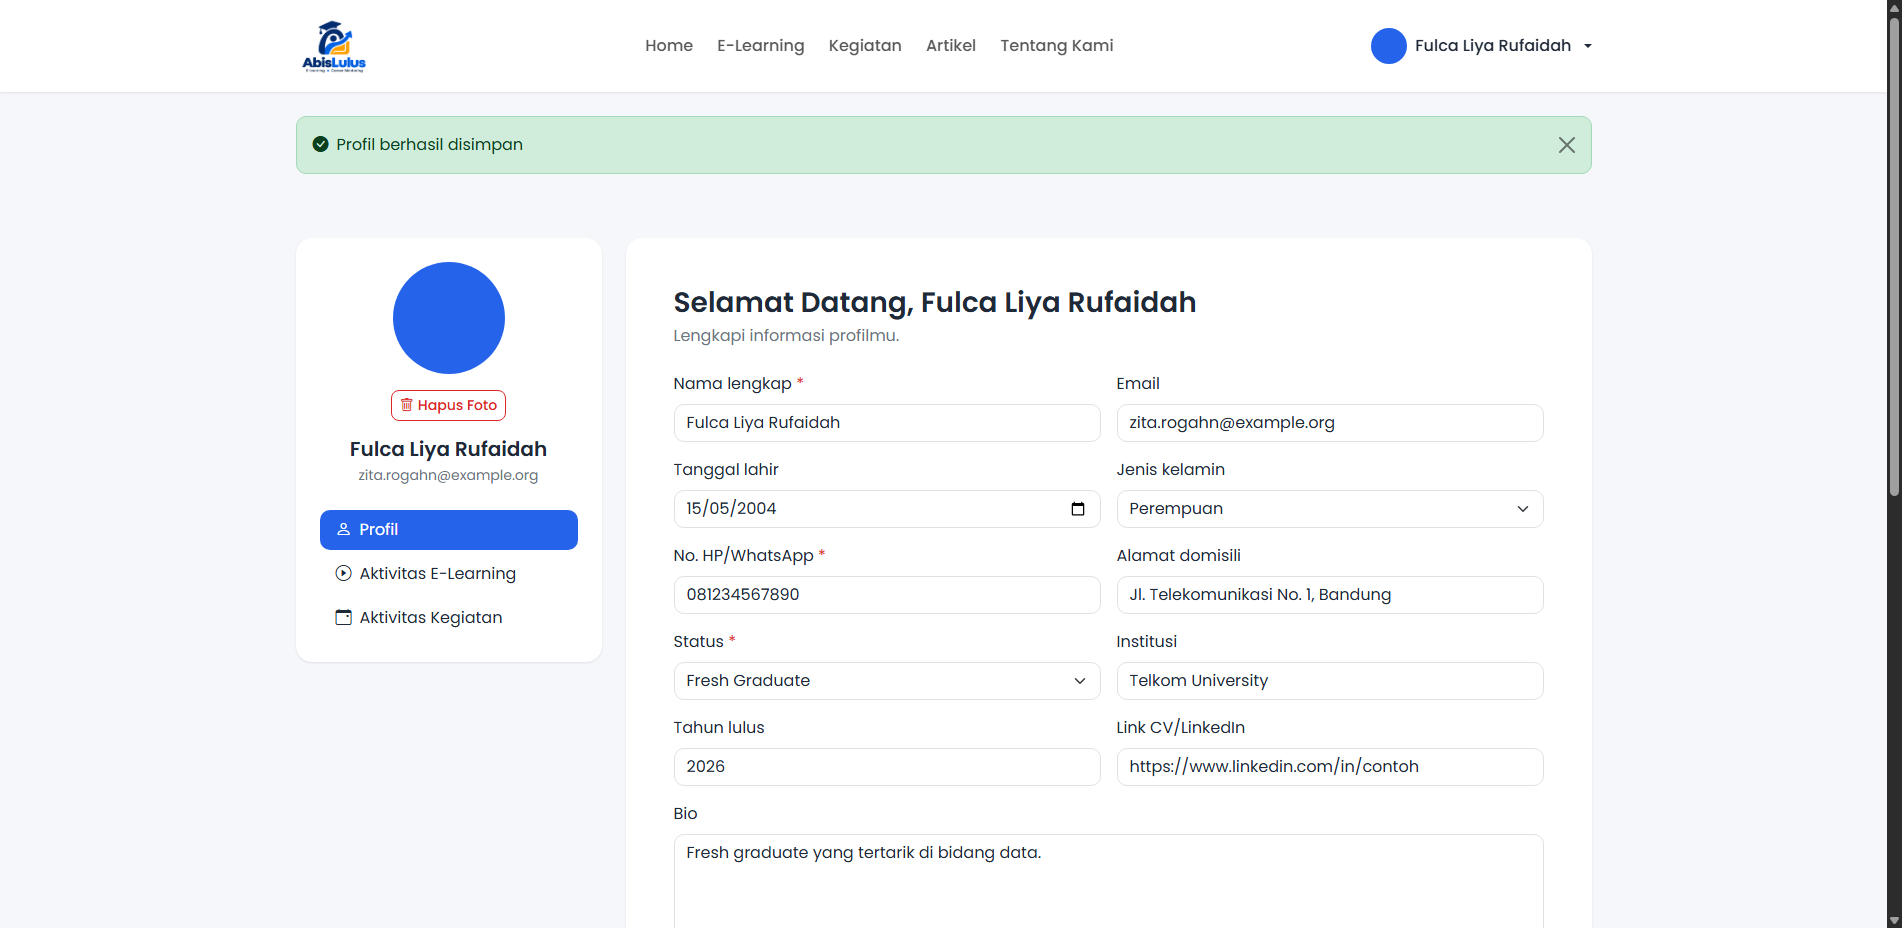 AbisLulus
Home E-Learning Kegiatan Artikel Tentang Kami
Fulca Liya Rufaidah
Profil berhasil disimpan
Hapus Foto
Fulca Liya Rufaidah
zita.rogahn@example.org
Profil
Aktivitas E-Learning
Aktivitas Kegiatan
Selamat Datang, Fulca Liya Rufaidah
Lengkapi informasi profilmu.
Nama lengkap *
Fulca Liya Rufaidah
Email
zita.rogahn@example.org
Tanggal lahir
15/05/2004
Jenis kelamin
Perempuan
No. HP/WhatsApp *
081234567890
Alamat domisili
Jl. Telekomunikasi No. 1, Bandung
Status *
Fresh Graduate
Institusi
Telkom University
Tahun lulus
2026
Link CV/LinkedIn
https://www.linkedin.com/in/contoh
Bio
Fresh graduate yang tertarik di bidang data.